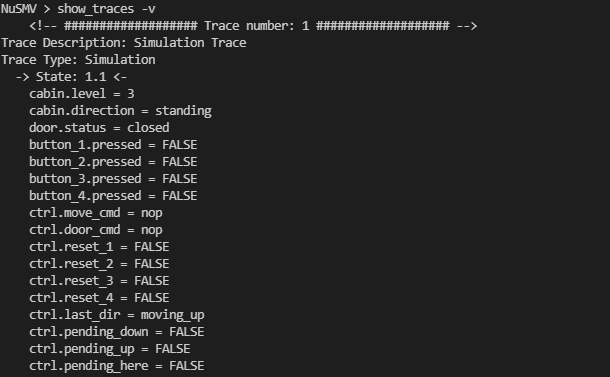 NuSMV > show_traces -v
<!-- ################### Trace number: 1 ################### -->
Trace Description: Simulation Trace
Trace Type: Simulation
-> State: 1.1 <-
cabin.level = 3
cabin.direction = standing
door.status = closed
button_1.pressed = FALSE
button_2.pressed = FALSE
button_3.pressed = FALSE
button_4.pressed = FALSE
ctrl.move_cmd = nop
ctrl.door_cmd = nop
ctrl.reset_1 = FALSE
ctrl.reset_2 = FALSE
ctrl.reset_3 = FALSE
ctrl.reset_4 = FALSE
ctrl.last_dir = moving_up
ctrl.pending_down = FALSE
ctrl.pending_up = FALSE
ctrl.pending_here = FALSE